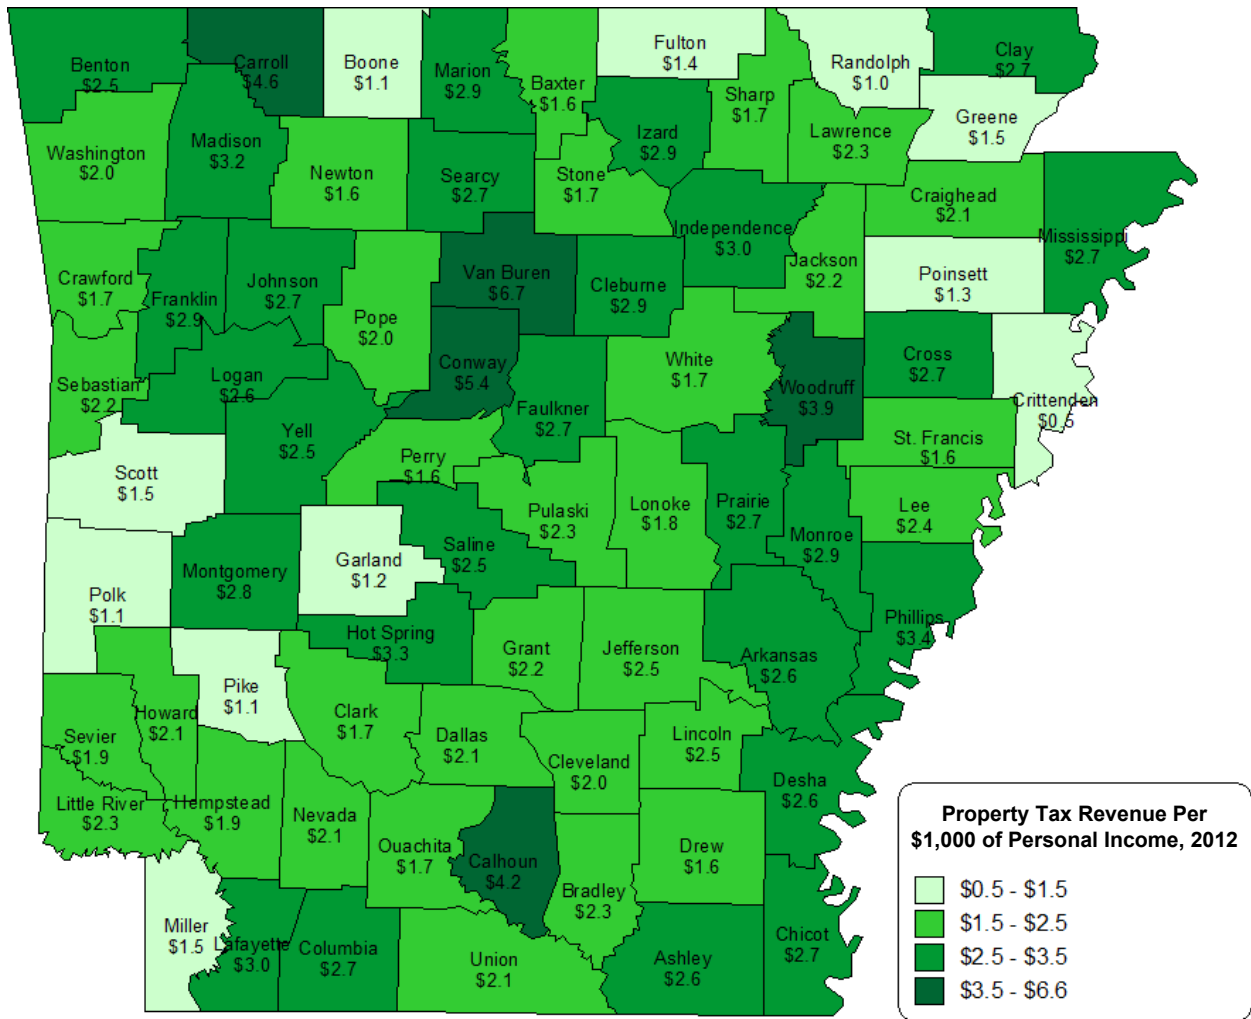 Benton
$2.5
Carroll
$4.6
Boone
$1.1
Marion
$2.9
Baxter
$1.6
Fulton
$1.4
Sharp
$1.7
Randolph
$1.0
Clay
$2.7
Greene
$1.5
Washington
$2.0
Madison
$3.2
Newton
$1.6
Searcy
$2.7
Stone
$1.7
Izard
$2.9
Lawrence
$2.3
Craighead
$2.1
Mississippi
$2.7
Independence
$3.0
Jackson
$2.2
Poinsett
$1.3
Crawford
$1.7
Franklin
$2.9
Johnson
$2.7
Pope
$2.0
Van Buren
$6.7
Cleburne
$2.9
Conway
$5.4
White
$1.7
Woodruff
$3.9
Cross
$2.7
Crittenden
$0.5
Sebastian
$2.2
Logan
$2.6
Yell
$2.5
Faulkner
$2.7
St. Francis
$1.6
Scott
$1.5
Perry
$1.6
Pulaski
$2.3
Lonoke
$1.8
Prairie
$2.7
Monroe
$2.9
Lee
$2.4
Polk
$1.1
Montgomery
$2.8
Garland
$1.2
Saline
$2.5
Phillips
$3.4
Hot Spring
$3.3
Grant
$2.2
Jefferson
$2.5
Arkansas
$2.6
Pike
$1.1
Howard
$2.1
Sevier
$1.9
Clark
$1.7
Dallas
$2.1
Cleveland
$2.0
Lincoln
$2.5
Desha
$2.6
Little River
$2.3
Hempstead
$1.9
Nevada
$2.1
Ouachita
$1.7
Calhoun
$4.2
Bradley
$2.3
Drew
$1.6
Miller
$1.5
Lafayette
$3.0
Columbia
$2.7
Union
$2.1
Ashley
$2.6
Chicot
$2.7
Property Tax Revenue Per
$1,000 of Personal Income, 2012
$0.5 - $1.5
$1.5 - $2.5
$2.5 - $3.5
$3.5 - $6.6